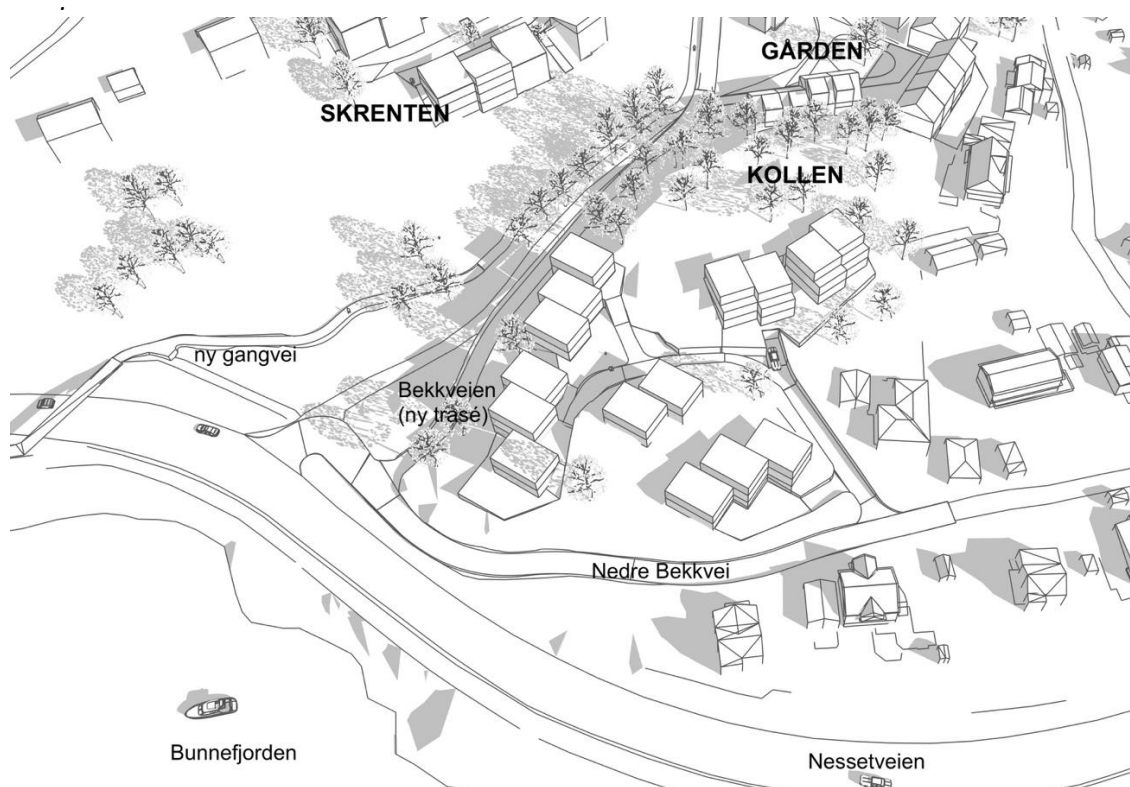 GÅRDEN
SKRENTEN
KOLLEN
ny gangvei
Bekkveien
(ny trasé)
Nedre Bekkvei
Bunnefjorden
Nessetveien